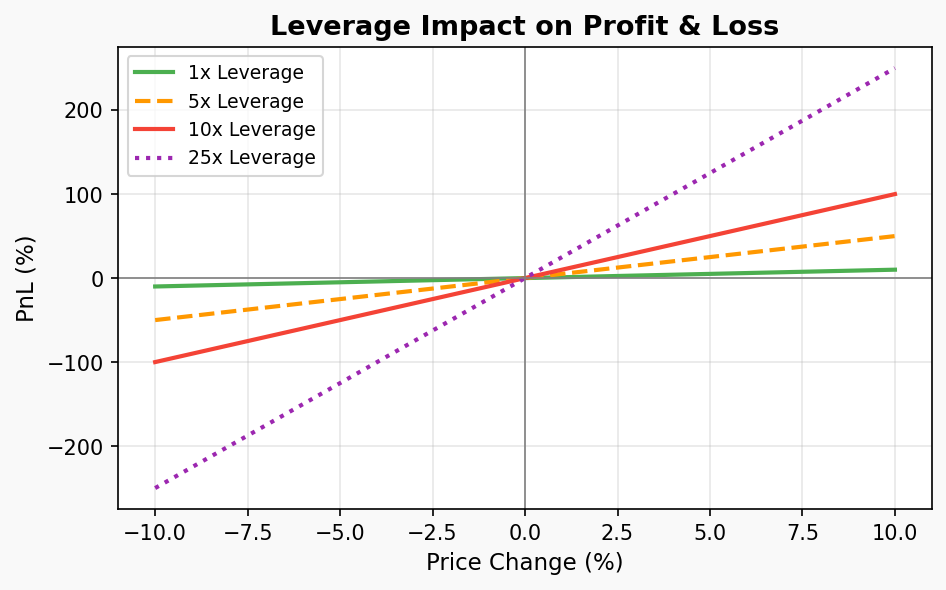 Leverage Impact on Profit & Loss
1x Leverage
5x Leverage
10x Leverage
25x Leverage
200
100
0
−100
−200
PnL (%)
−10.0 −7.5 −5.0 −2.5 0.0 2.5 5.0 7.5 10.0
Price Change (%)